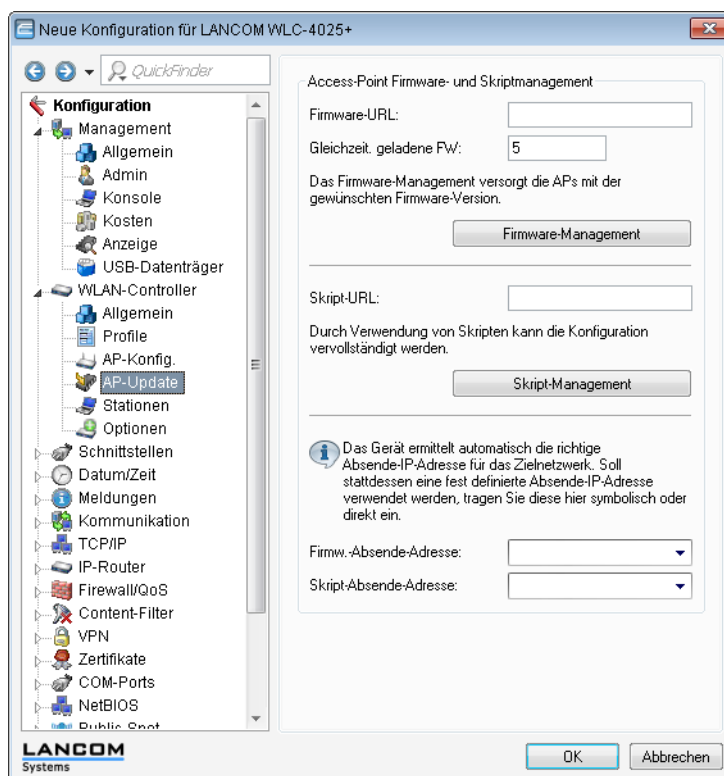 Neue Konfiguration für LANCOM WLC-4025+
QuickFinder
Konfiguration
Management
Allgemein
Admin
Konsole
Kosten
Anzeige
USB-Datenträger
WLAN-Controller
Allgemein
Profile
AP-Konfig.
AP-Update
Stationen
Optionen
Schnittstellen
Datum/Zeit
Meldungen
Kommunikation
TCP/IP
IP-Router
Firewall/QoS
Content-Filter
VPN
Zertifikate
COM-Ports
NetBIOS
Public-Spot
Access-Point Firmware- und Skriptmanagement
Firmware-URL:
Gleichzeit. geladene FW: 5
Das Firmware-Management versorgt die APs mit der
gewünschten Firmware-Version.
Firmware-Management
Skript-URL:
Durch Verwendung von Skripten kann die Konfiguration
vervollständigt werden.
Skript-Management
Das Gerät ermittelt automatisch die richtige
Absende-IP-Adresse für das Zielnetzwerk. Soll
stattdessen eine fest definierte Absende-IP-Adresse
verwendet werden, tragen Sie diese hier symbolisch oder
direkt ein.
Firmw.-Absende-Adresse:
Skript-Absende-Adresse:
LANCOM
Systems
OK
Abbrechen